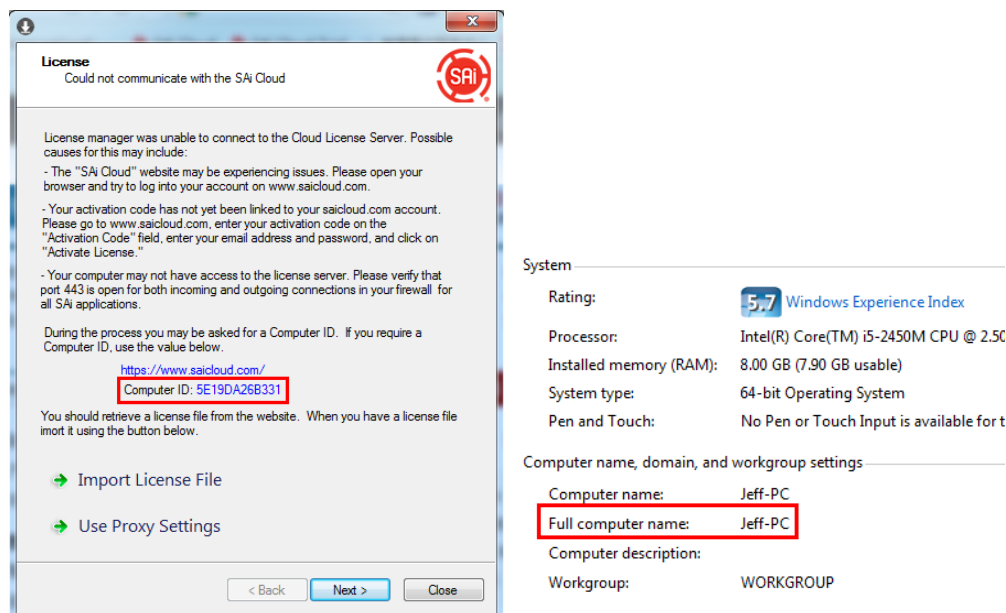 License
Could not communicate with the SAi Cloud
SAi
License manager was unable to connect to the Cloud License Server. Possible
causes for this may include:
- The "SAi Cloud" website may be experiencing issues. Please open your
browser and try to log into your account on www.saicloud.com.
- Your activation code has not yet been linked to your saicloud.com account.
Please go to www.saicloud.com, enter your activation code on the
"Activation Code" field, enter your email address and password, and click on
"Activate License."
- Your computer may not have access to the license server. Please verify that
port 443 is open for both incoming and outgoing connections in your firewall for
all SAi applications.
During the process you may be asked for a Computer ID. If you require a
Computer ID, use the value below.
https://www.saicloud.com/
Computer ID: 5E19DA26B331
You should retrieve a license file from the website. When you have a license file
imort it using the button below.
Import License File
Use Proxy Settings
< Back
Next >
Close
System
Rating: 5.7 Windows Experience Index
Processor: Intel(R) Core(TM) i5-2450M CPU @ 2.50
Installed memory (RAM): 8.00 GB (7.90 GB usable)
System type: 64-bit Operating System
Pen and Touch: No Pen or Touch Input is available for t
Computer name, domain, and workgroup settings
Computer name: Jeff-PC
Full computer name: Jeff-PC
Computer description:
Workgroup: WORKGROUP